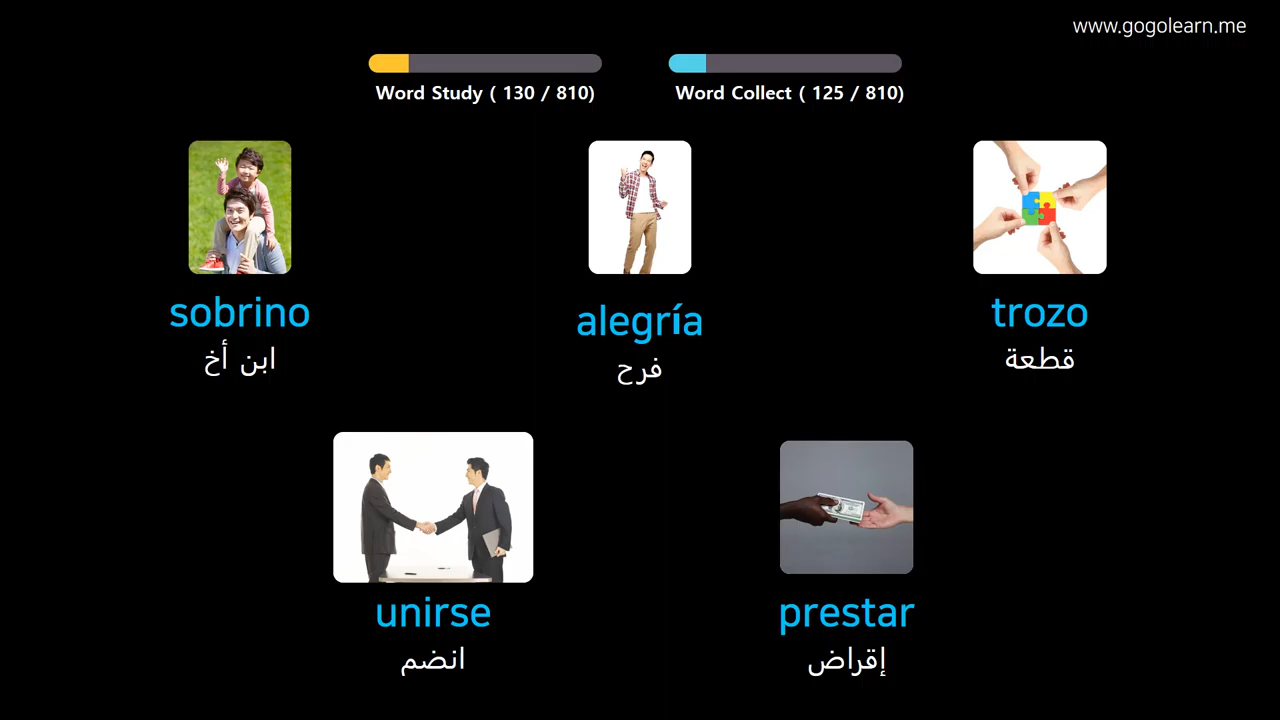 www.gogolearn.me
Word Study ( 130 / 810)
Word Collect ( 125 / 810)
sobrino
ابن أخ
alegría
فرح
trozo
قطعة
unirse
انضم
prestar
إقراض